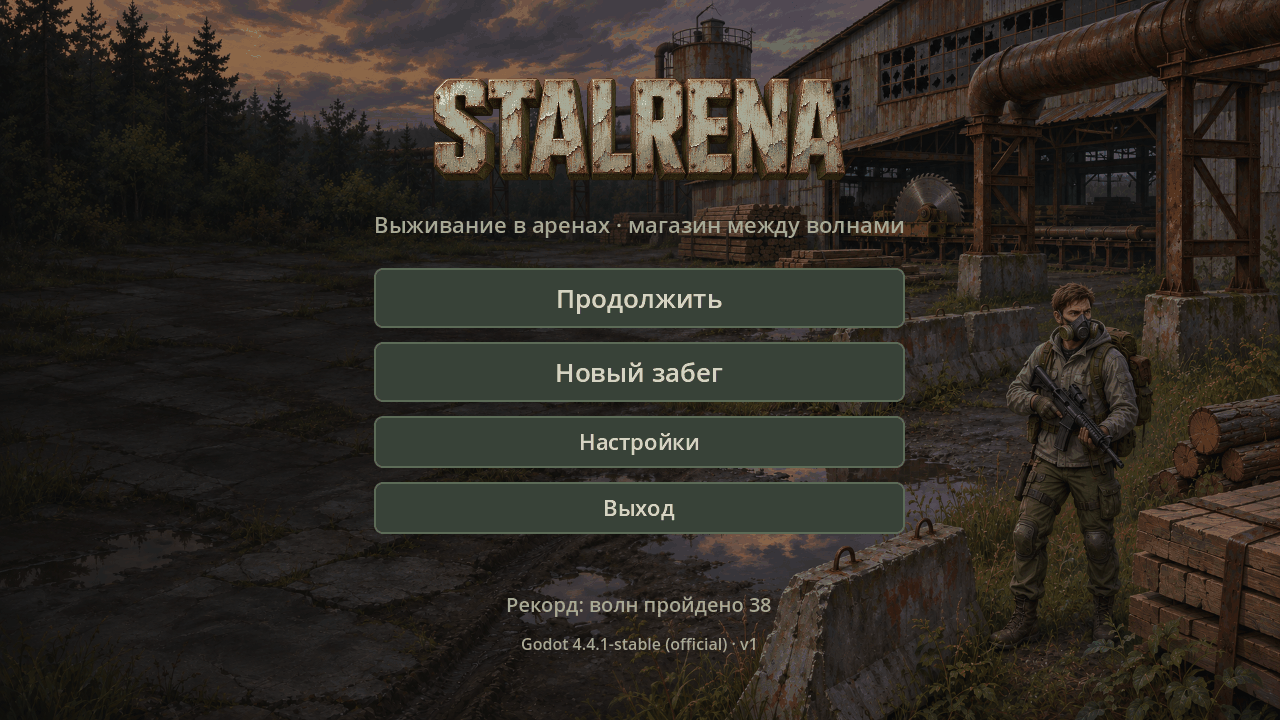 STALRENA
Выживание в аренах · магазин между волнами
Продолжить
Новый забег
Настройки
Выход
Рекорд: волн пройдено 38
Godot 4.4.1-stable (official) · v1